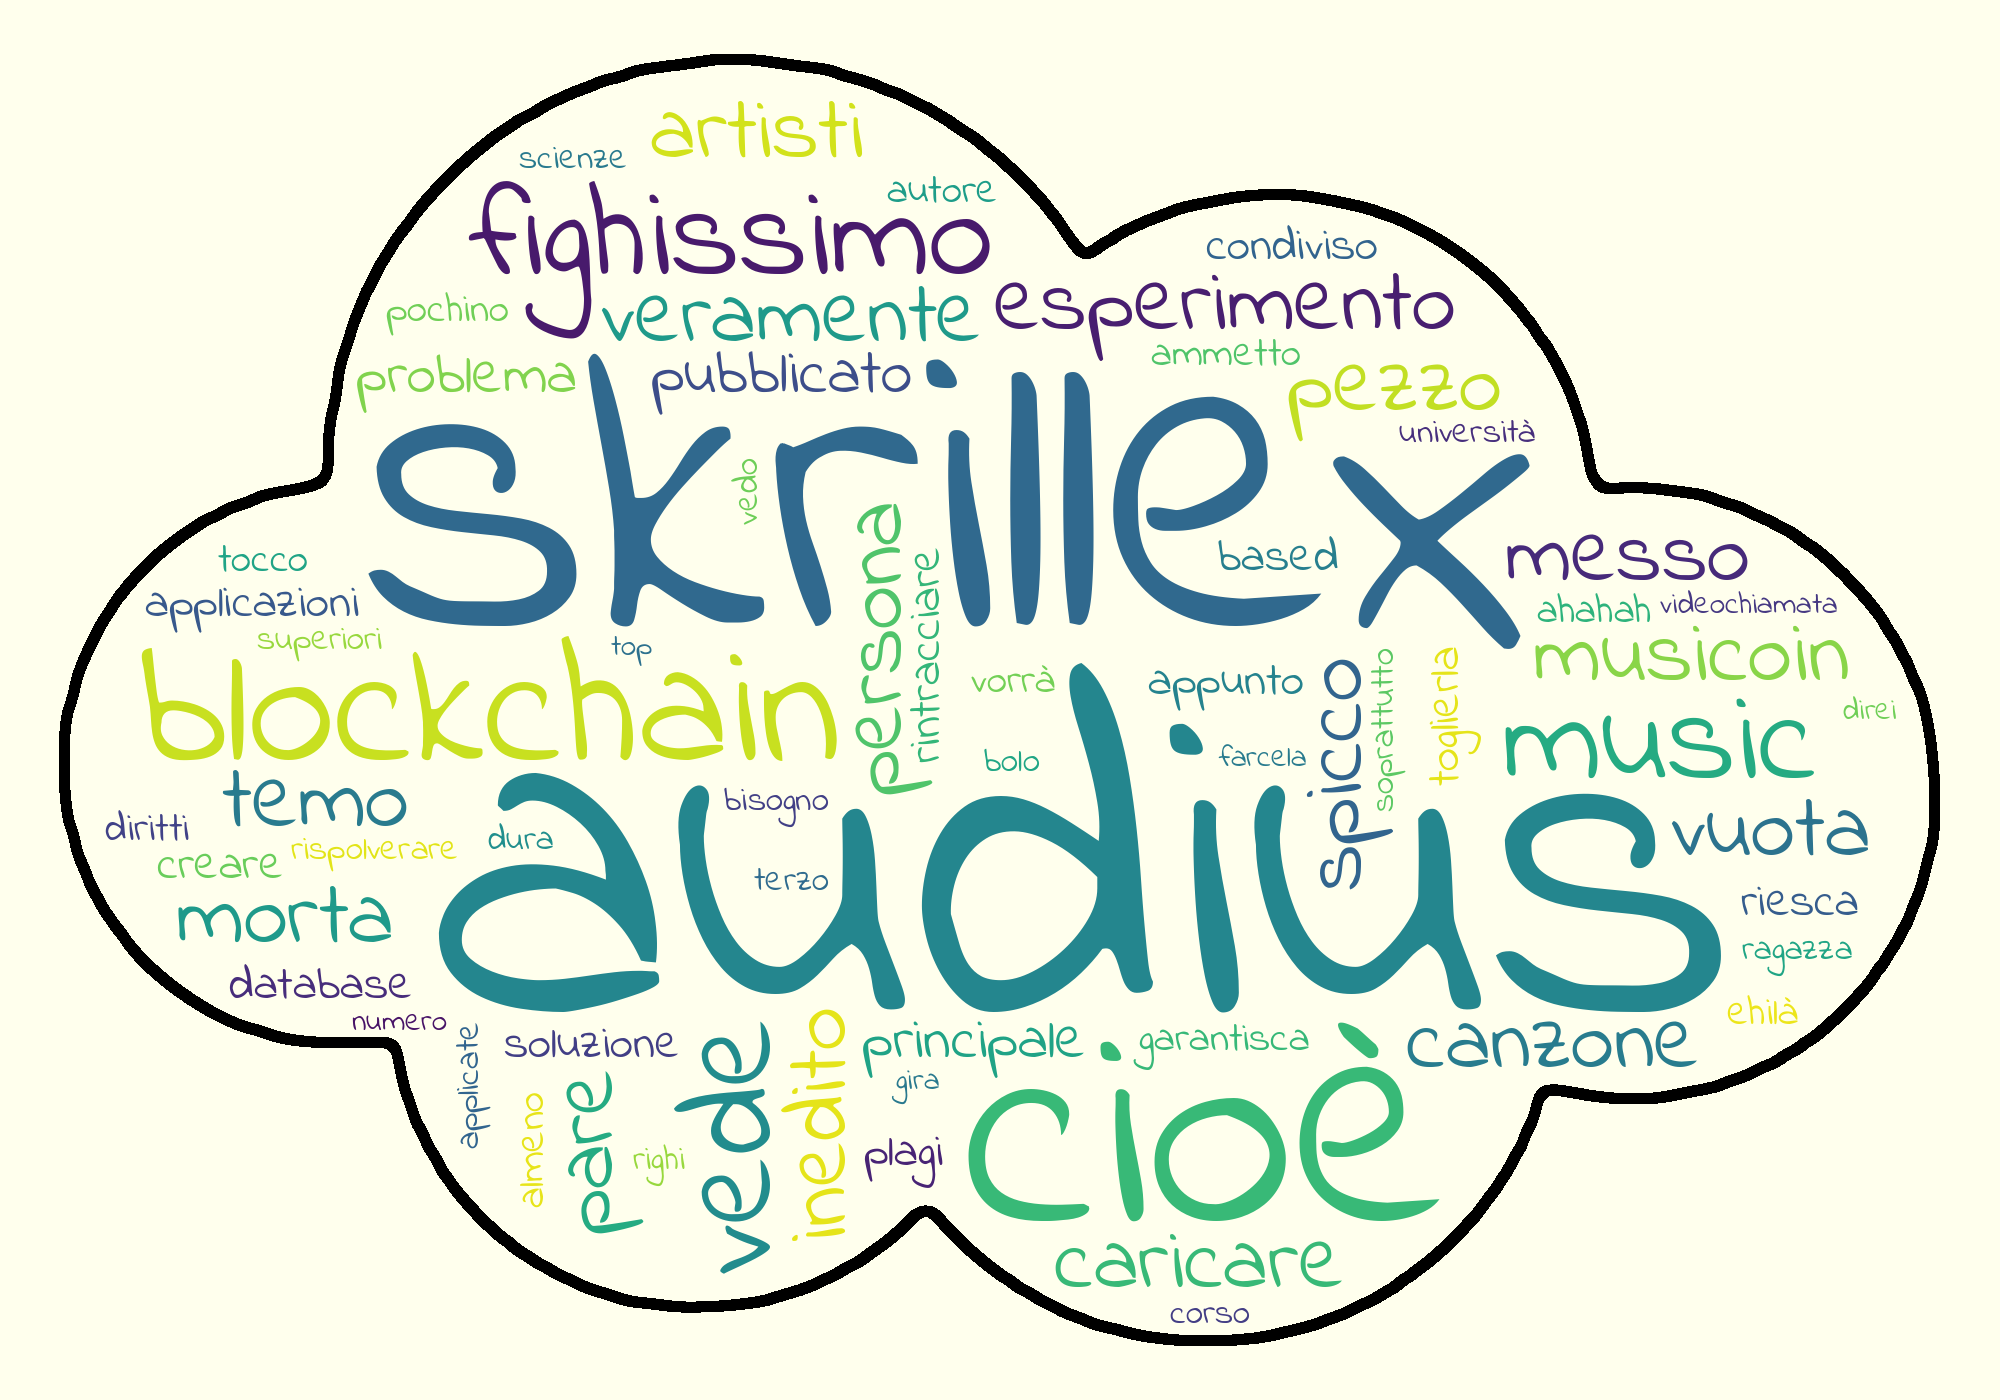 artisti
scienze
autore
fighissimo
condiviso
pochino
veramente
esperimento
ammetto
problema
pubblicato
pezzo
università
skrillex
vedo
persona
rintracciare
based
messo
tocco
applicazioni
ahahah
videochiamata
superiori
top
musicoin
blockchain
vorrà
appunto
spicco
soprattutto
toglierla
direi
music
bolo
farcela
temo
bisogno
audius
diritti
vuota
creare
rispolverare
dura
terzo
morta
riesca
ragazza
database
numero
ehilà
applicate
soluzione
vede
inedito
principale
garantisca
canzone
gira
cioè
almeno
pare
righi
plagi
caricare
corso